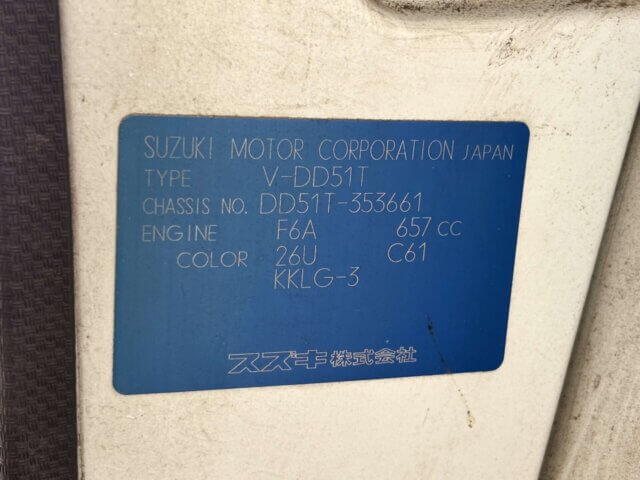 SUZUKI MOTOR CORPORATION JAPAN
TYPE V-DD51T
CHASSIS NO. DD51T-353661
ENGINE F6A 657 CC
COLOR 26U C61
KKLG-3
スズキ株式会社